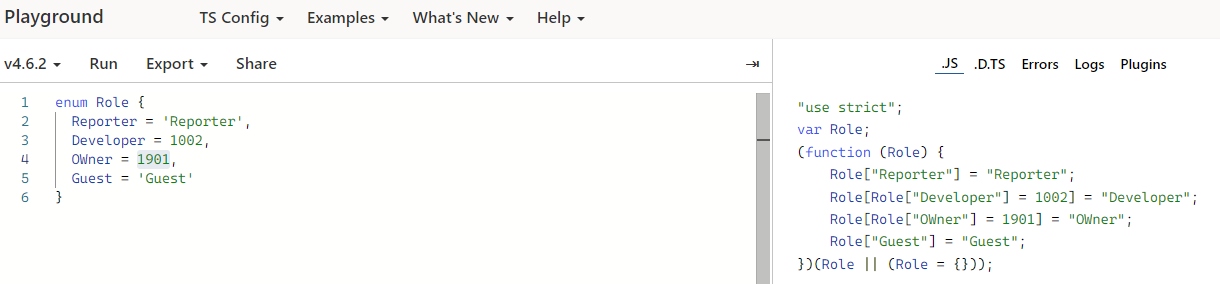 Playground TS Config Examples What's New Help
v4.6.2 Run Export Share .JS .D.TS Errors Logs Plugins
1 enum Role {
2 Reporter = 'Reporter',
3 Developer = 1002,
4 OWner = 1901,
5 Guest = 'Guest'
6 }
"use strict";
var Role;
(function (Role) {
    Role["Reporter"] = "Reporter";
    Role[Role["Developer"] = 1002] = "Developer";
    Role[Role["OWner"] = 1901] = "OWner";
    Role["Guest"] = "Guest";
})(Role || (Role = {}));